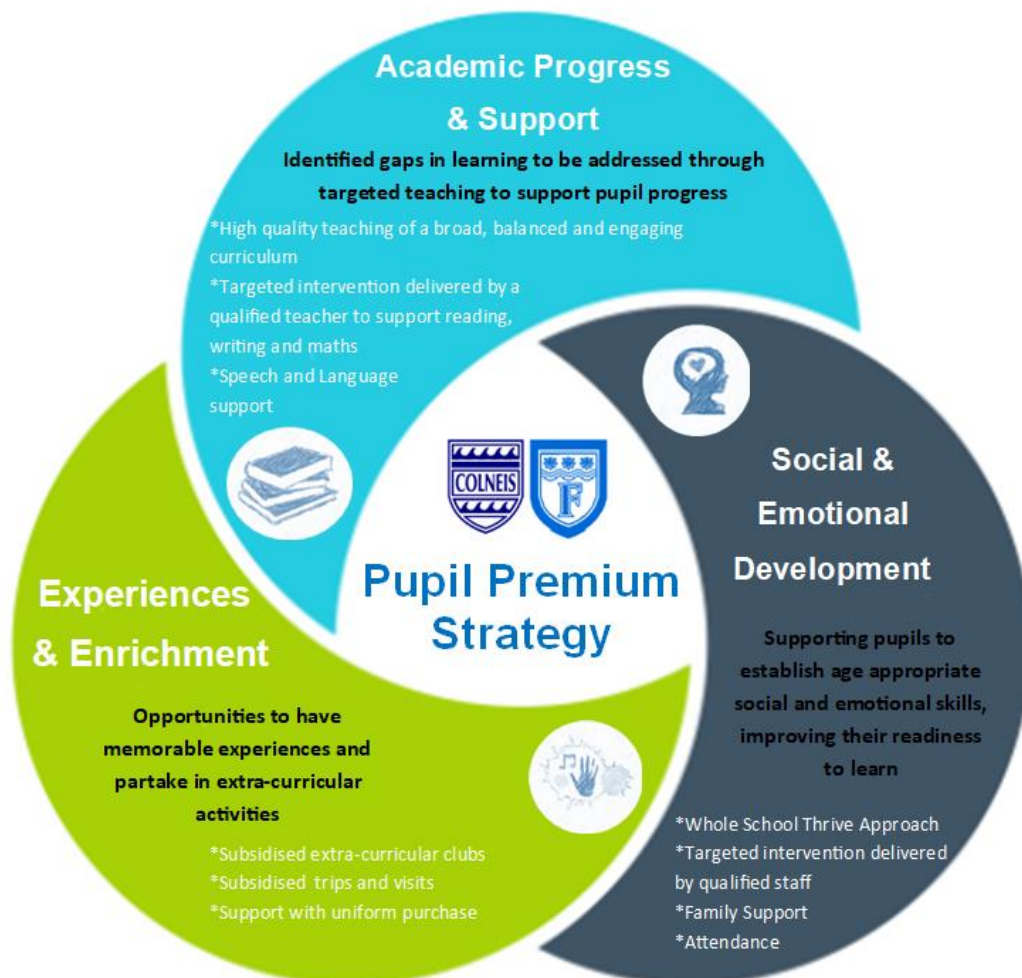 Academic Progress
& Support
Identified gaps in learning to be addressed through
targeted teaching to support pupil progress
*High quality teaching of a broad, balanced and engaging
curriculum
*Targeted intervention delivered by a
qualified teacher to support reading,
writing and maths
*Speech and Language
support
COLNEIS
F
Pupil Premium
Strategy
Social &
Emotional
Development
Supporting pupils to
establish age appropriate
social and emotional skills,
improving their readiness
to learn
*Whole School Thrive Approach
*Targeted intervention delivered
by qualified staff
*Family Support
*Attendance
Experiences
& Enrichment
Opportunities to have
memorable experiences and
partake in extra-curricular
activities
*Subsidised extra-curricular clubs
*Subsidised trips and visits
*Support with uniform purchase